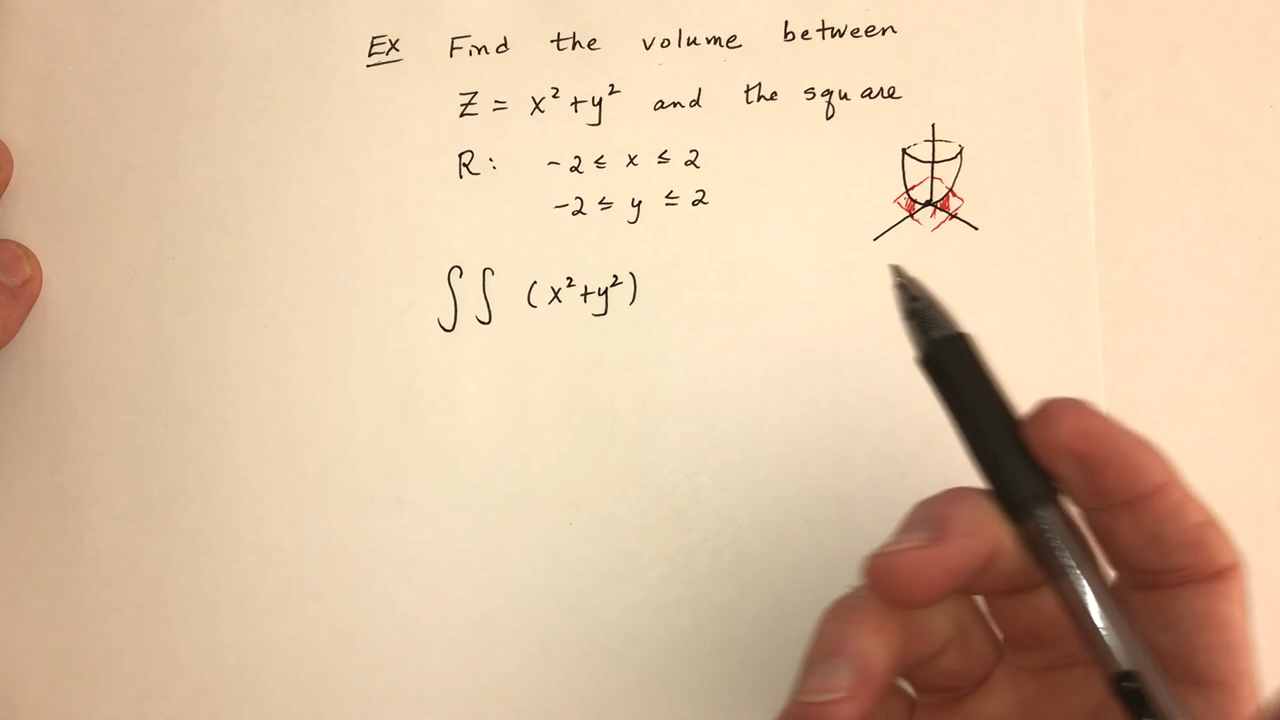 Ex Find the volume between
Z = x² + y² and the square
R: -2 ≤ x ≤ 2
-2 ≤ y ≤ 2
∫∫ (x² + y²)